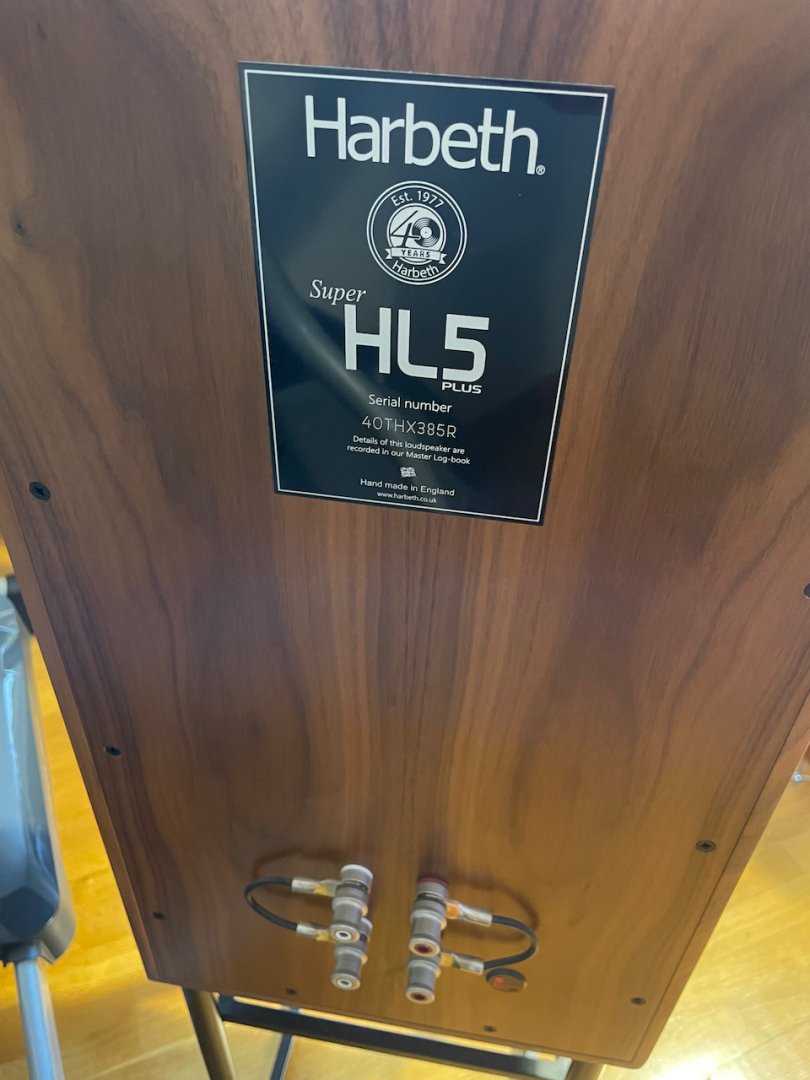 Harbeth®
Est. 1977
40
YEARS
Harbeth
Super
HL5
PLUS
Serial number
40THX385R
Details of this loudspeaker are
recorded in our Master Log-book
Hand made in England
www.harbeth.co.uk